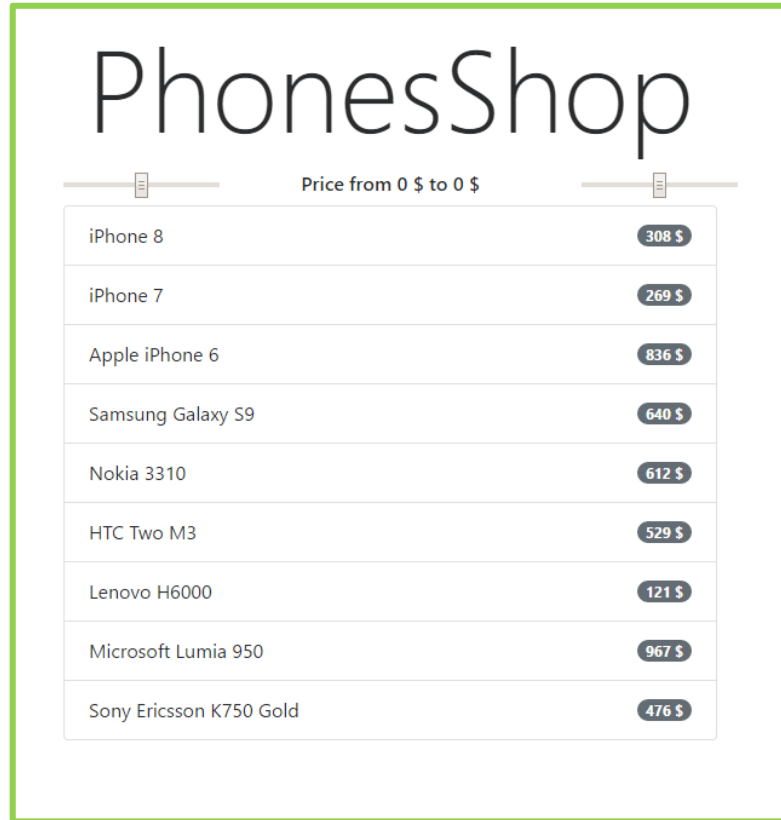 PhonesShop
Price from 0 $ to 0 $
iPhone 8 308 $
iPhone 7 269 $
Apple iPhone 6 836 $
Samsung Galaxy S9 640 $
Nokia 3310 612 $
HTC Two M3 529 $
Lenovo H6000 121 $
Microsoft Lumia 950 967 $
Sony Ericsson K750 Gold 476 $